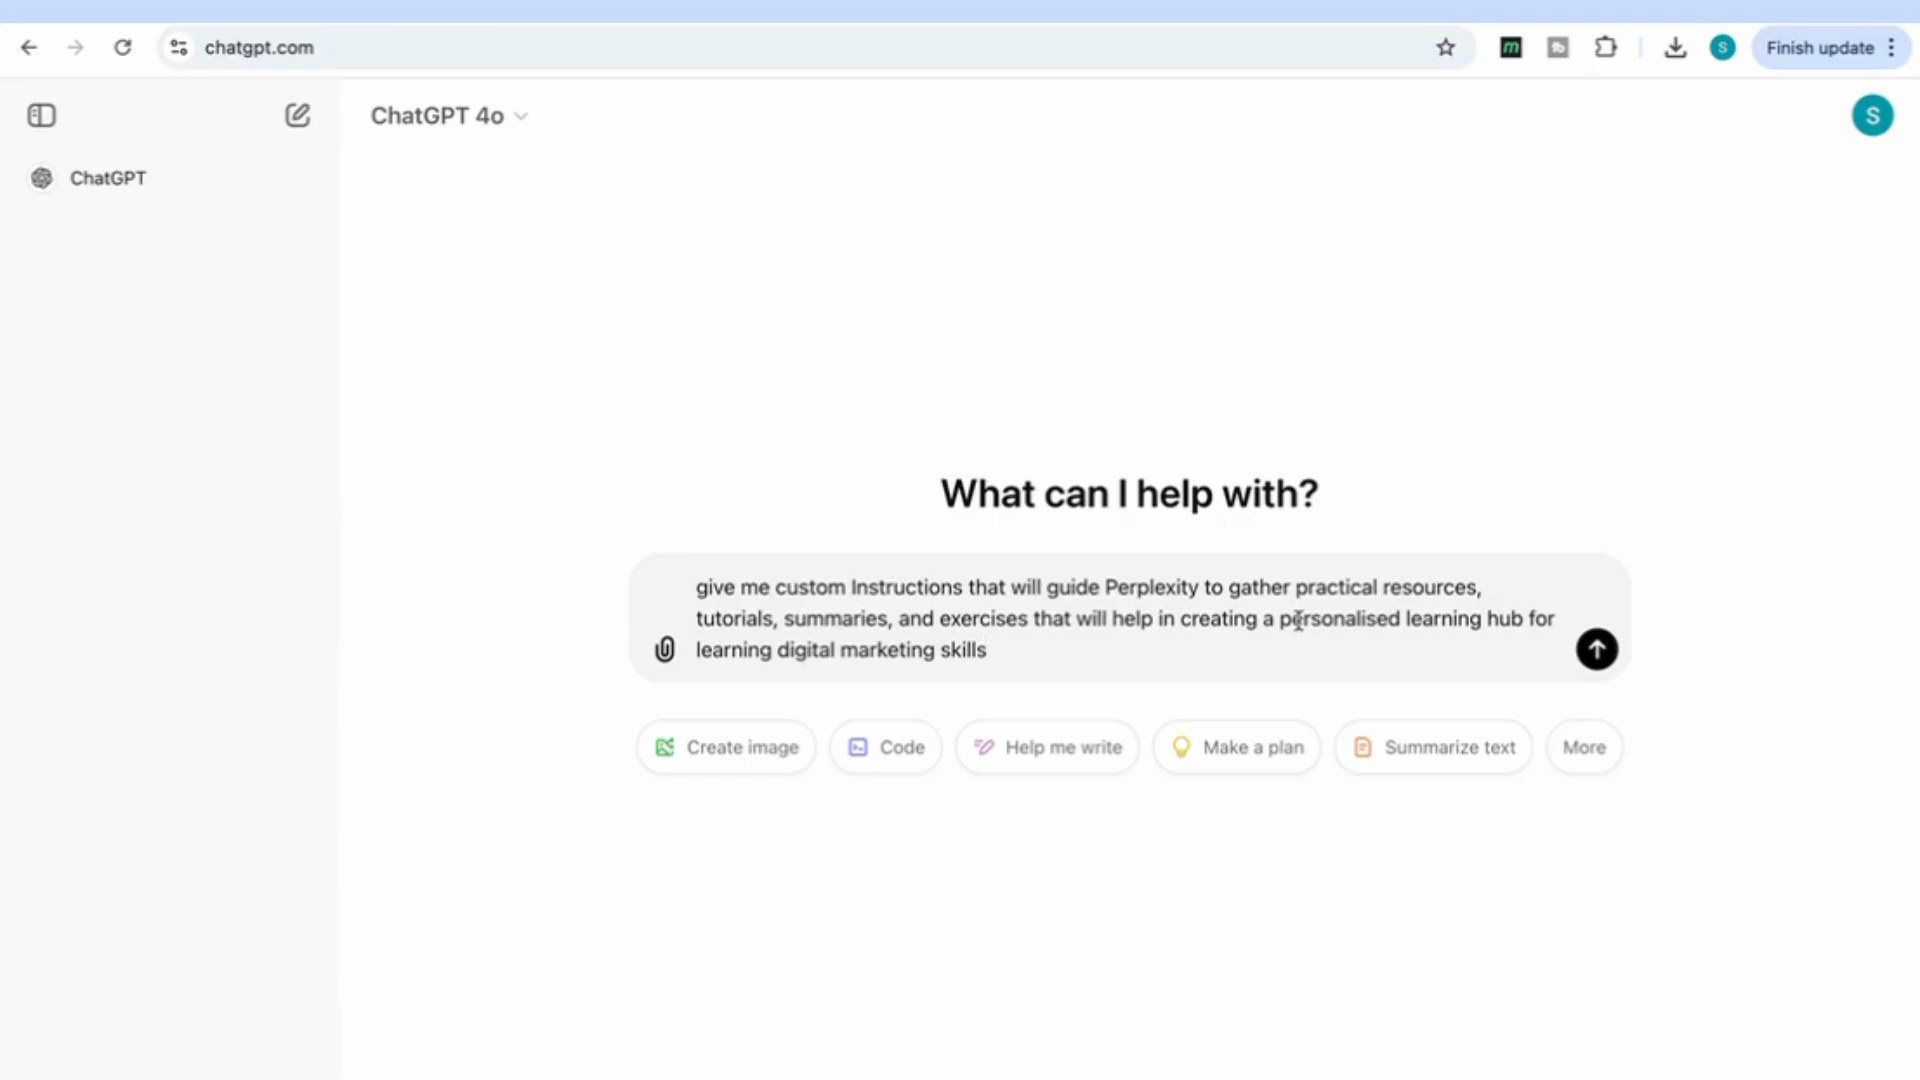 chatgpt.com
S
Finish update
ChatGPT 4o
S
ChatGPT
What can I help with?
give me custom Instructions that will guide Perplexity to gather practical resources,
tutorials, summaries, and exercises that will help in creating a personalised learning hub for
learning digital marketing skills
Create image
Code
Help me write
Make a plan
Summarize text
More